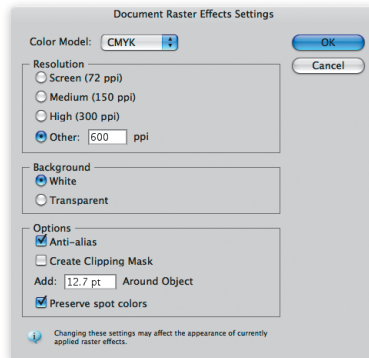 Document Raster Effects Settings
Color Model: CMYK
OK
Cancel
Resolution
Screen (72 ppi)
Medium (150 ppi)
High (300 ppi)
Other: 600 ppi
Background
White
Transparent
Options
Anti-alias
Create Clipping Mask
Add: 12.7 pt Around Object
Preserve spot colors
Changing these settings may affect the appearance of currently
applied raster effects.